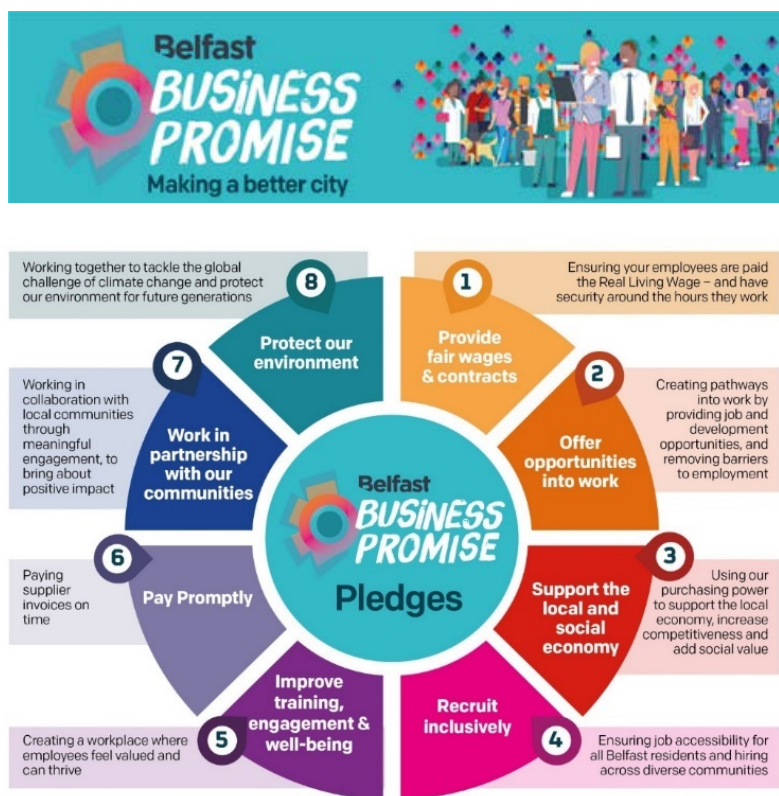 Belfast
BUSINESS
PROMISE
Making a better city
1
Provide
fair wages
& contracts
Ensuring your employees are paid
the Real Living Wage – and have
security around the hours they work
2
Offer
opportunities
into work
Creating pathways
into work by
providing job and
development
opportunities, and
removing barriers
to employment
3
Support the
local and
social
economy
Using our
purchasing power
to support the local
economy, increase
competitiveness and
add social value
4
Recruit
inclusively
Ensuring job accessibility for
all Belfast residents and hiring
across diverse communities
5
Improve
training,
engagement &
well-being
Creating a workplace where
employees feel valued and
can thrive
6
Pay Promptly
Paying
supplier
invoices on
time
7
Work in
partnership
with our
communities
Working in
collaboration with
local communities
through
meaningful
engagement, to
bring about
positive impact
8
Protect our
environment
Working together to tackle the global
challenge of climate change and protect
our environment for future generations
Belfast
BUSINESS
PROMISE
Pledges